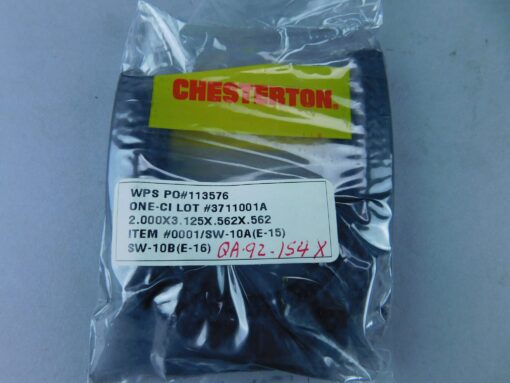 CHESTERTON.
WPS PO#113576
ONE-CI LOT #3711001A
2.000X3.125X.562X.562
ITEM #0001/SW-10A(E-15)
SW-10B(E-16) QA-92-154 X